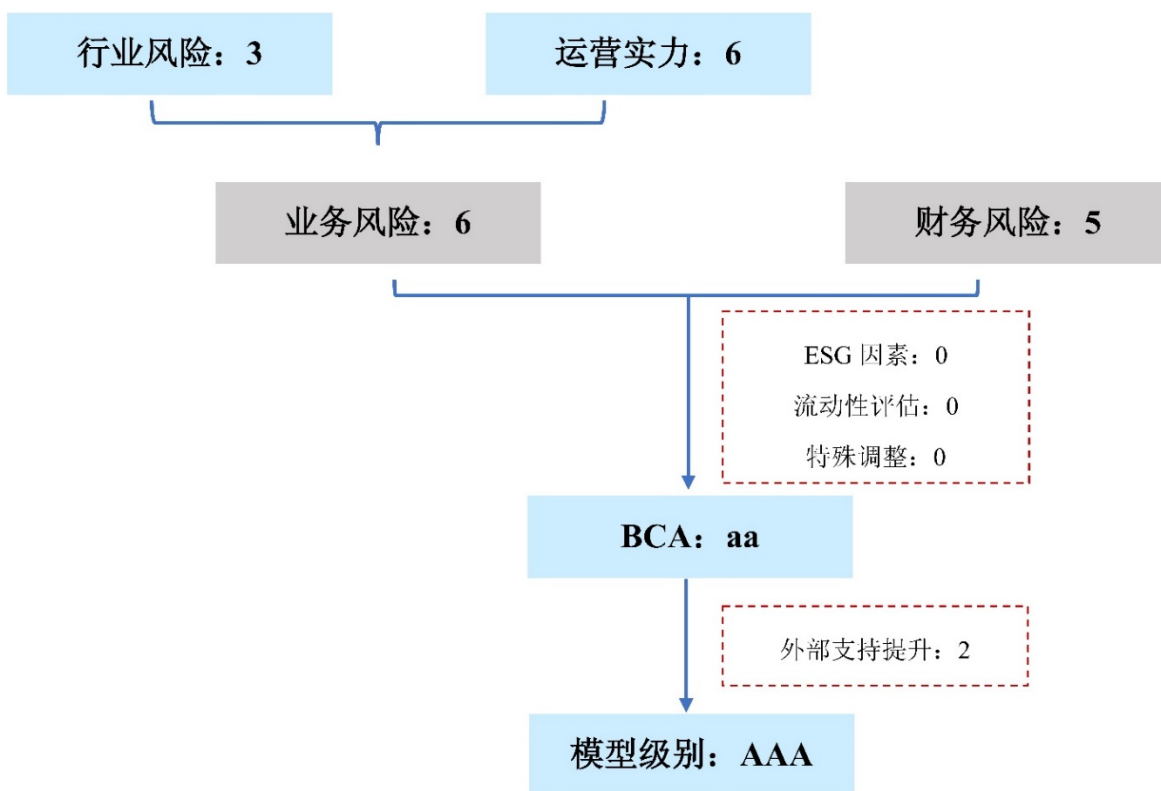 行业风险：3
运营实力：6
业务风险：6
财务风险：5
ESG 因素：0
流动性评估：0
特殊调整：0
BCA：aa
外部支持提升：2
模型级别：AAA